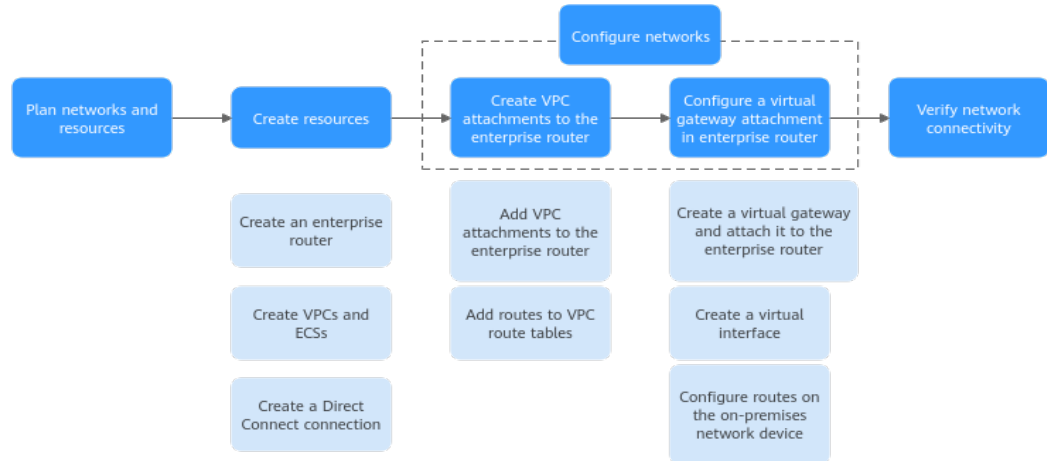 Configure networks
Plan networks and
resources
Create resources
Create VPC
attachments to the
enterprise router
Configure a virtual
gateway attachment
in enterprise router
Verify network
connectivity
Create an enterprise
router
Create VPCs and
ECSs
Create a Direct
Connect connection
Add VPC
attachments to the
enterprise router
Add routes to VPC
route tables
Create a virtual gateway
and attach it to the
enterprise router
Create a virtual
interface
Configure routes on
the on-premises
network device